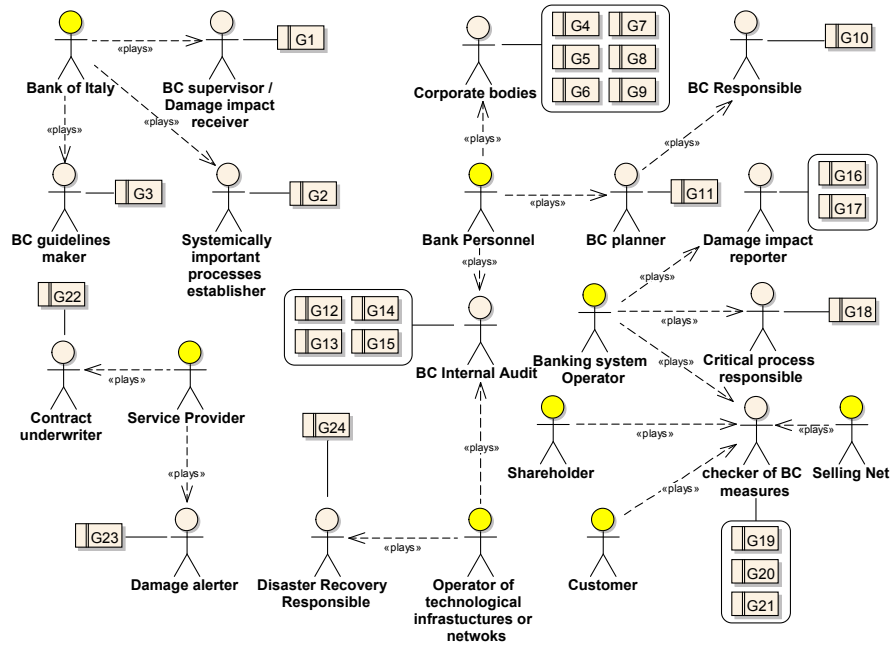 G1
G4
G7
G5
G8
G6
G9
G10
«plays»
Bank of Italy
BC supervisor /
Damage impact
receiver
Corporate bodies
BC Responsible
«plays»
«plays»
«plays»
«plays»
G3
G2
G11
G16
G17
«plays»
BC guidelines
maker
Systemically
important
processes
establisher
Bank Personnel
BC planner
Damage impact
reporter
«plays»
«plays»
G22
G12
G14
G13
G15
G18
«plays»
«plays»
BC Internal Audit
Banking system
Operator
Critical process
responsible
«plays»
Contract
underwriter
Service Provider
G24
«plays»
«plays»
«plays»
«plays»
Shareholder
checker of BC
measures
Selling Net
«plays»
«plays»
G23
G19
G20
G21
«plays»
Damage alerter
Disaster Recovery
Responsible
Operator of
technological
infrastuctures or
netwoks
Customer